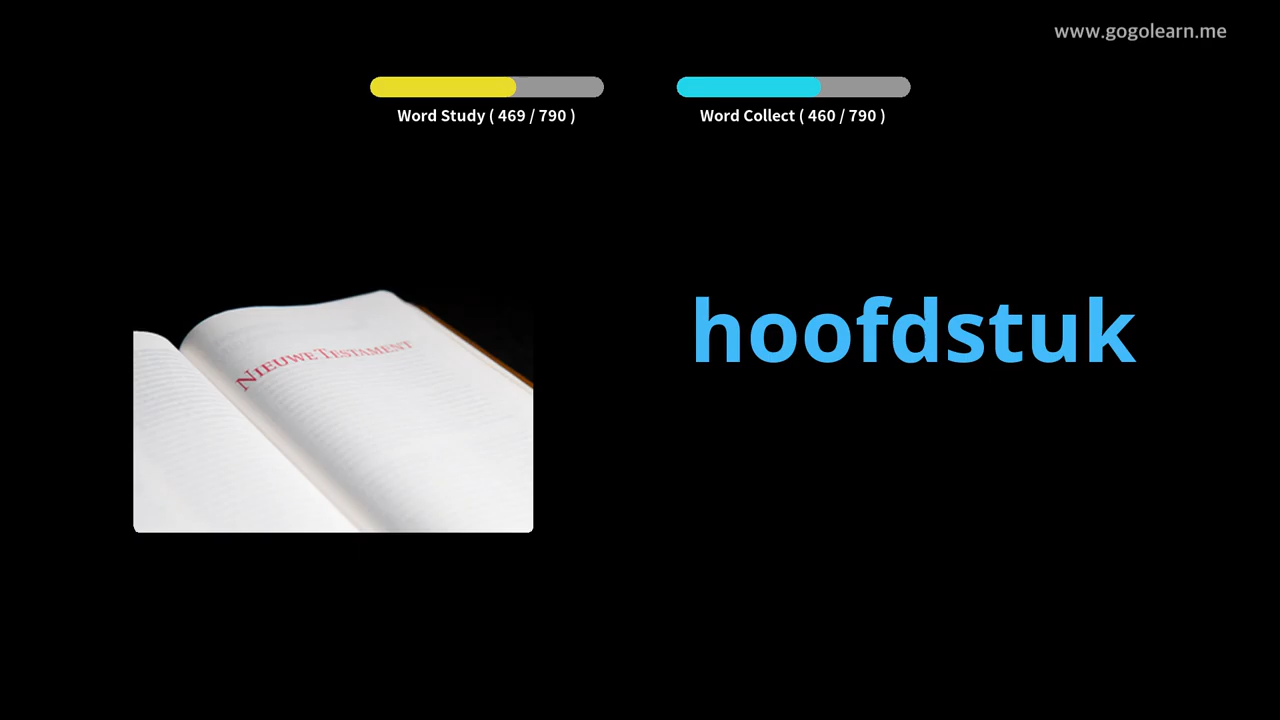 www.gogolearn.me
Word Study ( 469 / 790 )
Word Collect ( 460 / 790 )
hoofdstuk
NIEUWE TESTAMENT